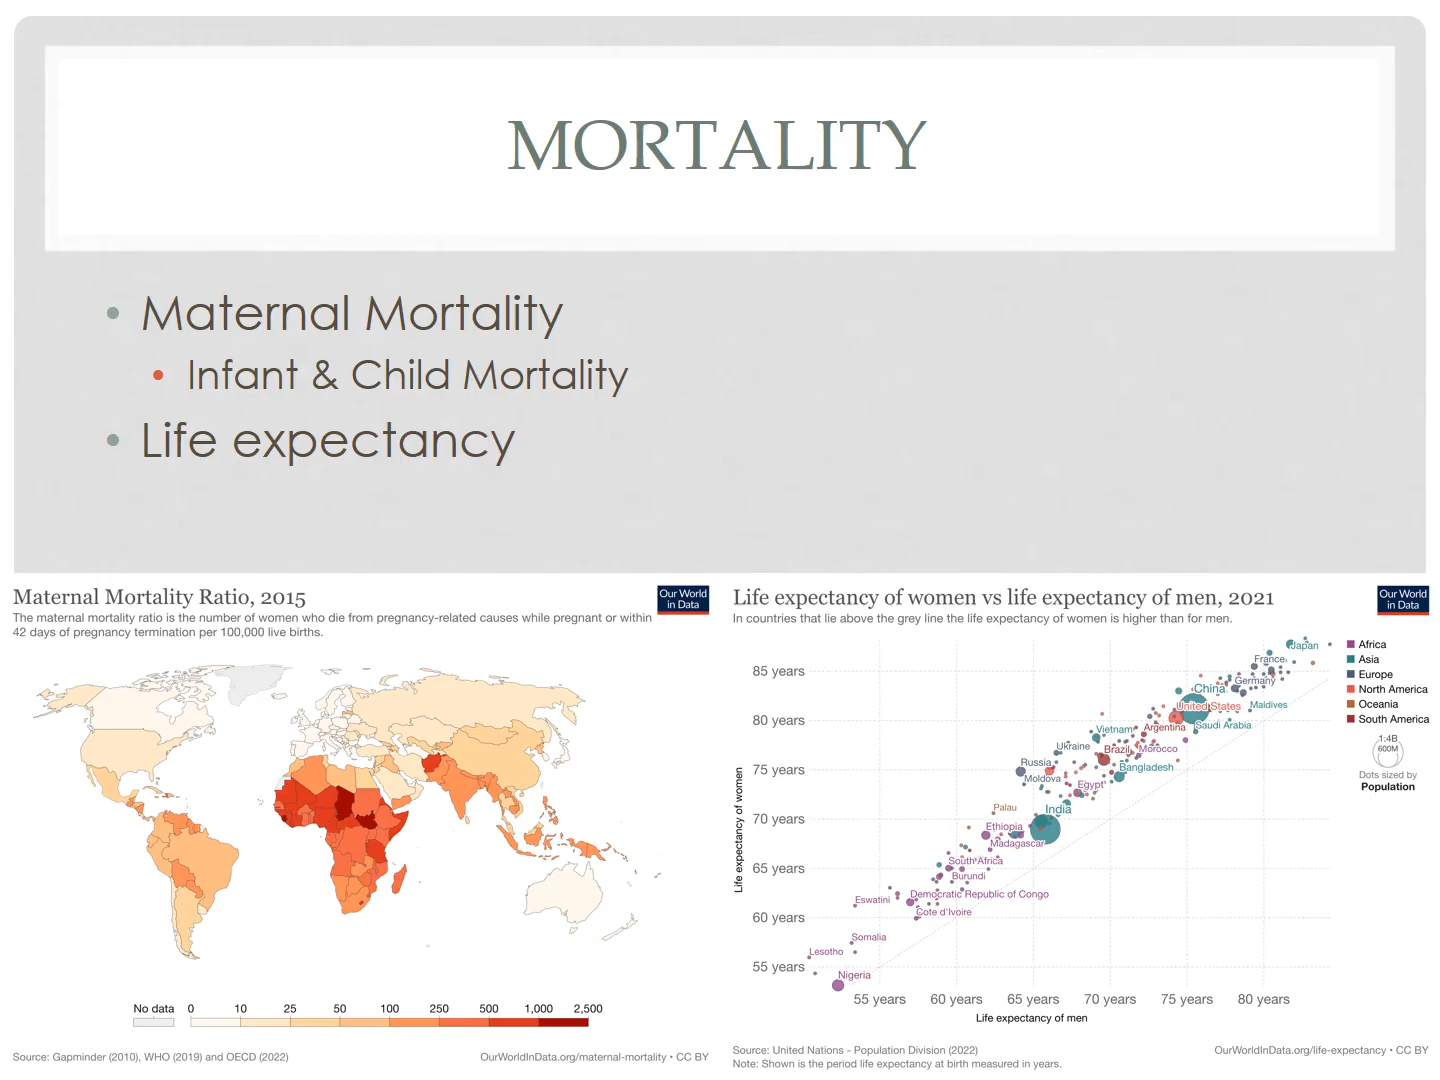 MORTALITY
• Maternal Mortality
• Infant & Child Mortality
• Life expectancy
Maternal Mortality Ratio, 2015
The maternal mortality ratio is the number of women who die from pregnancy-related causes while pregnant or within
42 days of pregnancy termination per 100,000 live births.
Our World
in Data
No data
0
10
25
50
100
250
500
1,000
2,500
Source: Gapminder (2010), WHO (2019) and OECD (2022)
OurWorldInData.org/maternal-mortality • CC BY
Life expectancy of women vs life expectancy of men, 2021
In countries that lie above the grey line the life expectancy of women is higher than for men.
Our World
in Data
Life expectancy of women
85 years
80 years
75 years
70 years
65 years
60 years
55 years
Japan
France
Germany
China
United States
Maldives
Saudi Arabia
Argentina
Vietnam
Ukraine
Brazil
Morocco
Russia
Bangladesh
Moldova
Egypt
Palau
India
Ethiopia
Madagascar
South Africa
Burundi
Democratic Republic of Congo
Eswatini
Cote d'Ivoire
Somalia
Lesotho
Nigeria
55 years
60 years
65 years
70 years
75 years
80 years
Life expectancy of men
Africa
Asia
Europe
North America
Oceania
South America
1:4B
600M
Dots sized by
Population
Source: United Nations - Population Division (2022)
Note: Shown is the period life expectancy at birth measured in years.
OurWorldInData.org/life-expectancy • CC BY